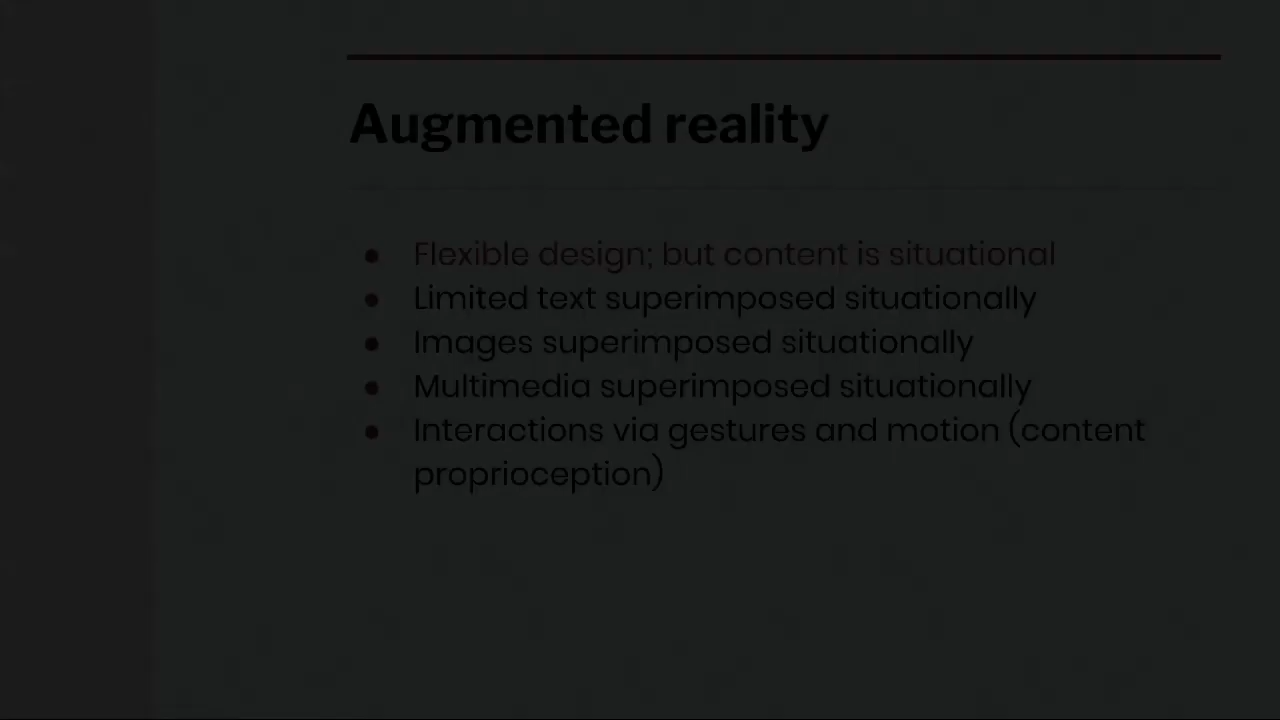 Augmented reality
● Flexible design; but content is situational
● Limited text superimposed situationally
● Images superimposed situationally
● Multimedia superimposed situationally
● Interactions via gestures and motion (content
proprioception)